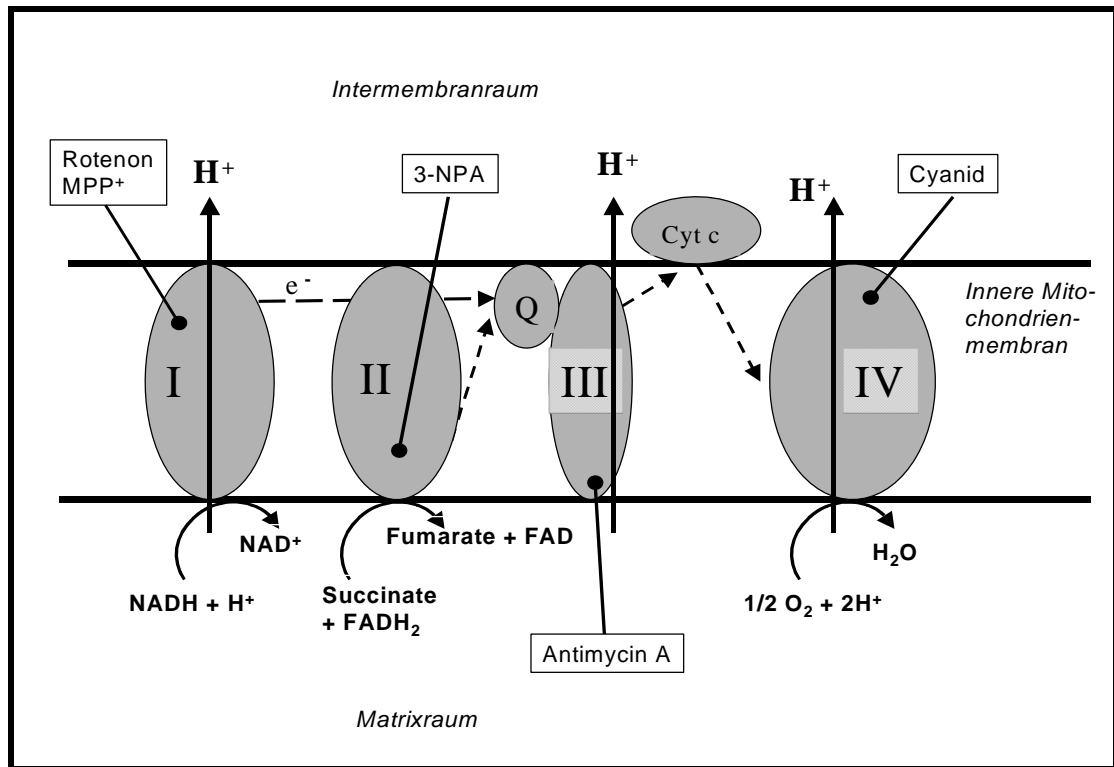 Intermembranraum
Rotenon
MPP⁺
H⁺
3-NPA
H⁺
Cyt c
H⁺
Cyanid
e⁻
Q
Innere Mito-
chondrien-
membran
I
II
III
IV
NAD⁺
NADH + H⁺
Fumarate + FAD
Succinate
+ FADH₂
H₂O
1/2 O₂ + 2H⁺
Antimycin A
Matrixraum